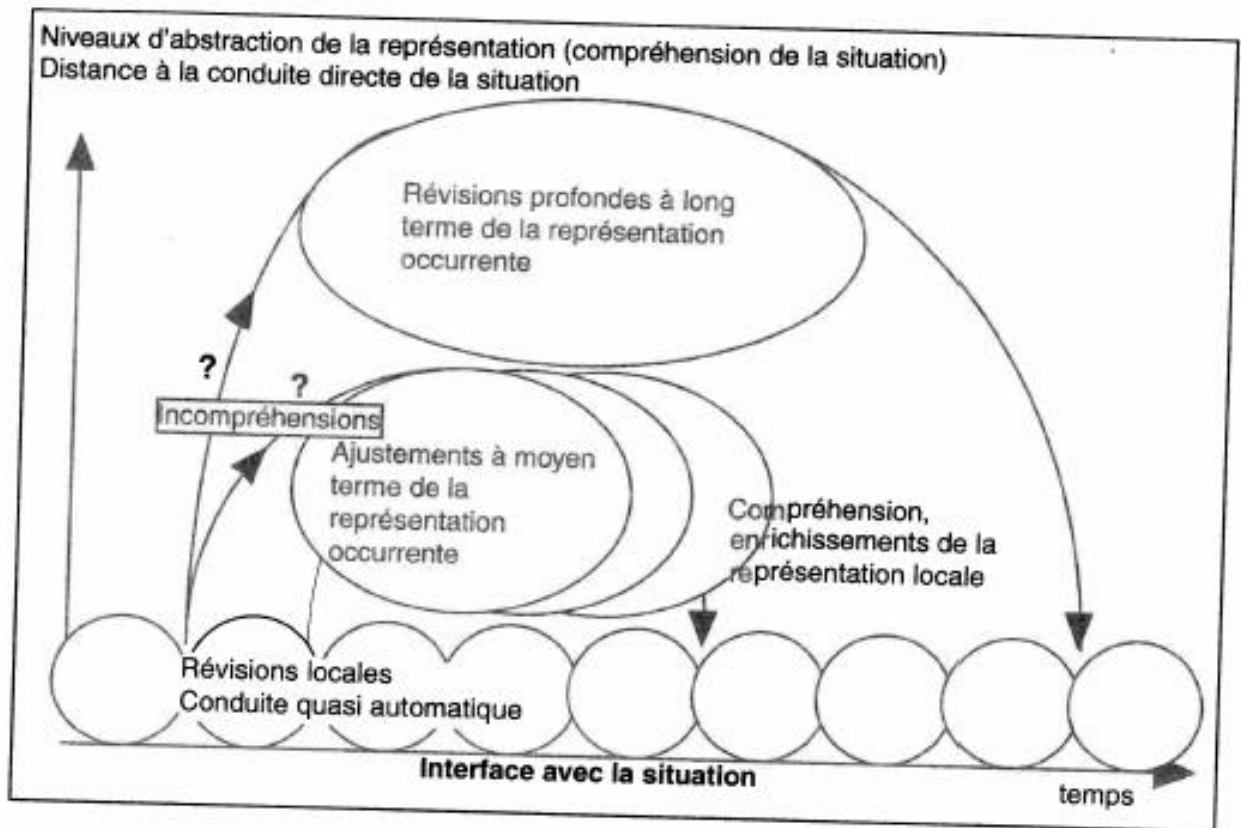 Niveaux d'abstraction de la représentation (compréhension de la situation)
Distance à la conduite directe de la situation
Révisions profondes à long
terme de la représentation
occurrente
?
?
Incompréhensions
Ajustements à moyen
terme de la
représentation
occurrente
Compréhension,
enrichissements de la
représentation locale
Révisions locales
Conduite quasi automatique
Interface avec la situation
temps